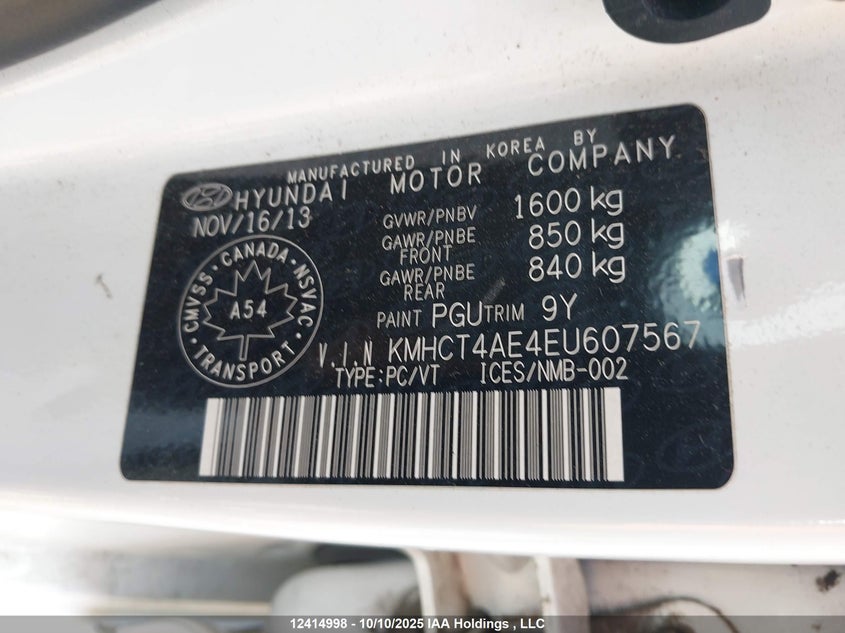 MANUFACTURED IN KOREA BY
HYUNDAI MOTOR COMPANY
NOV/16/13
GVWR/PNBV 1600 kg
GAWR/PNBE FRONT 850 kg
GAWR/PNBE REAR 840 kg
PAINT PGU TRIM 9Y
CMVSS · CANADA · NSVAC
A54
TRANSPORT
V.I.N KMHCT4AE4EU607567
TYPE:PC/VT ICES/NMB-002
12414998 - 10/10/2025 IAA Holdings, LLC